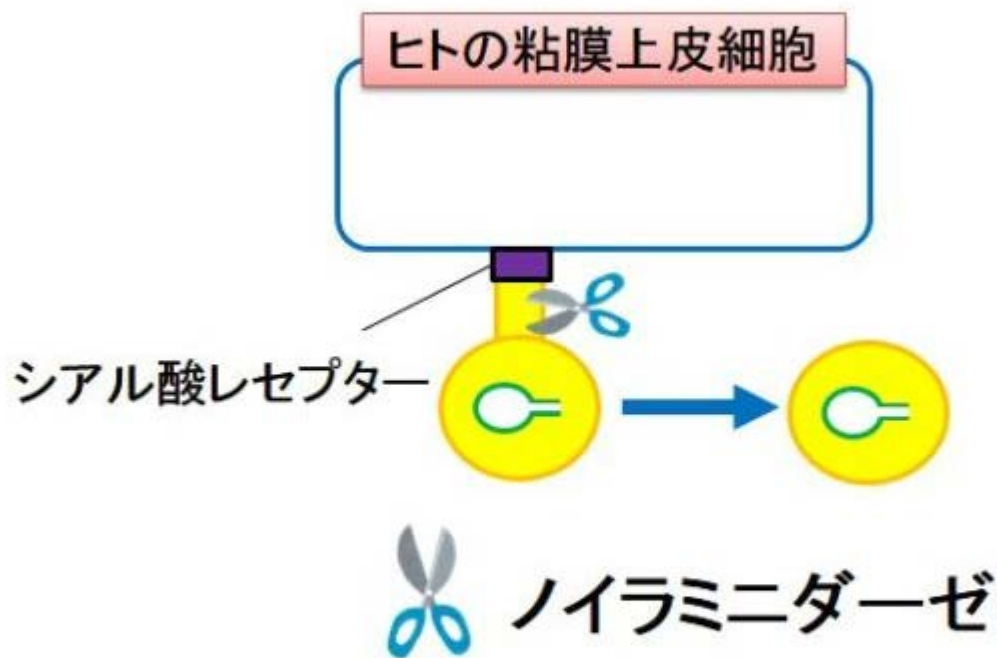 ヒトの粘膜上皮細胞
シアル酸レセプター
ノイラミニダーゼ